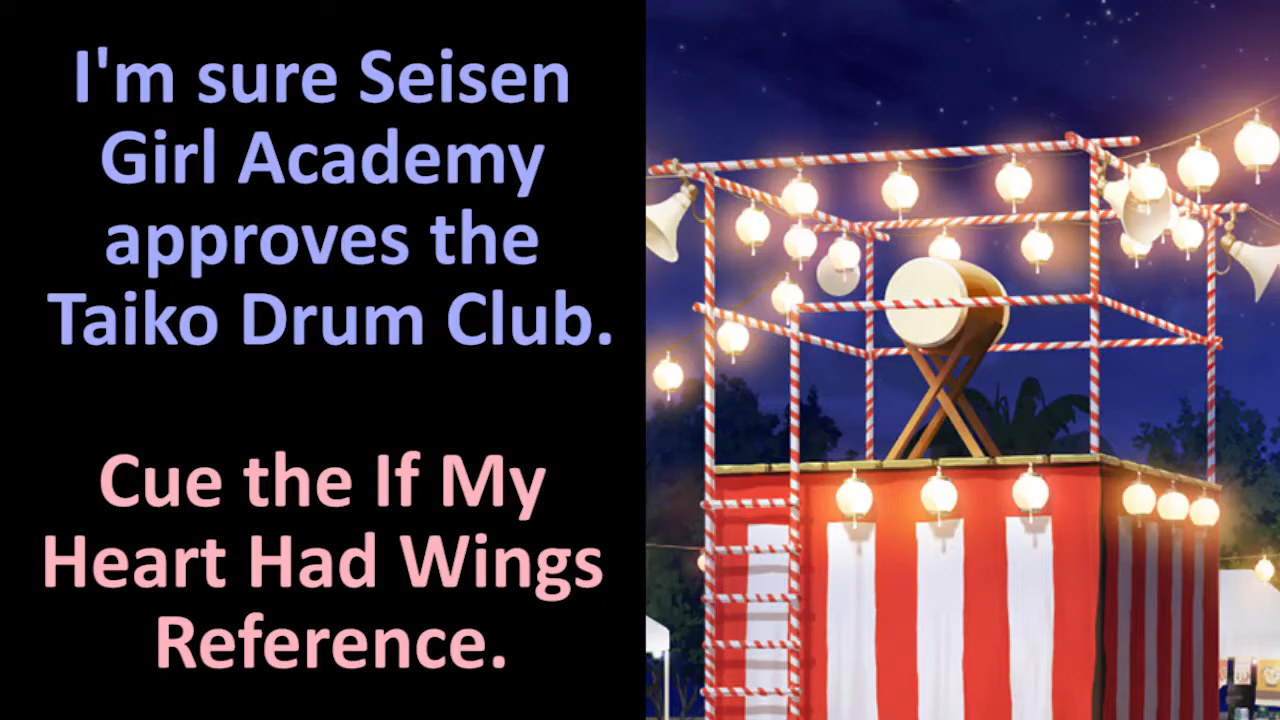 I'm sure Seisen
Girl Academy
approves the
Taiko Drum Club.
Cue the If My
Heart Had Wings
Reference.